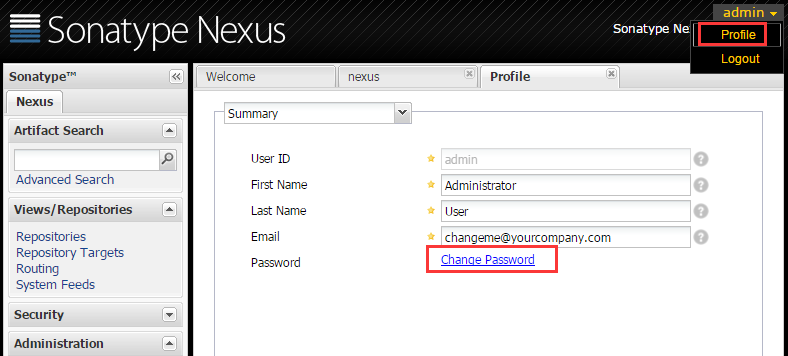 Sonatype Nexus
admin
Sonatype Ne
Profile
Logout
Sonatype™
Nexus
Artifact Search
Advanced Search
Views/Repositories
Repositories
Repository Targets
Routing
System Feeds
Security
Administration
Welcome
nexus
Profile
Summary
User ID
admin
First Name
Administrator
Last Name
User
Email
changeme@yourcompany.com
Password
Change Password